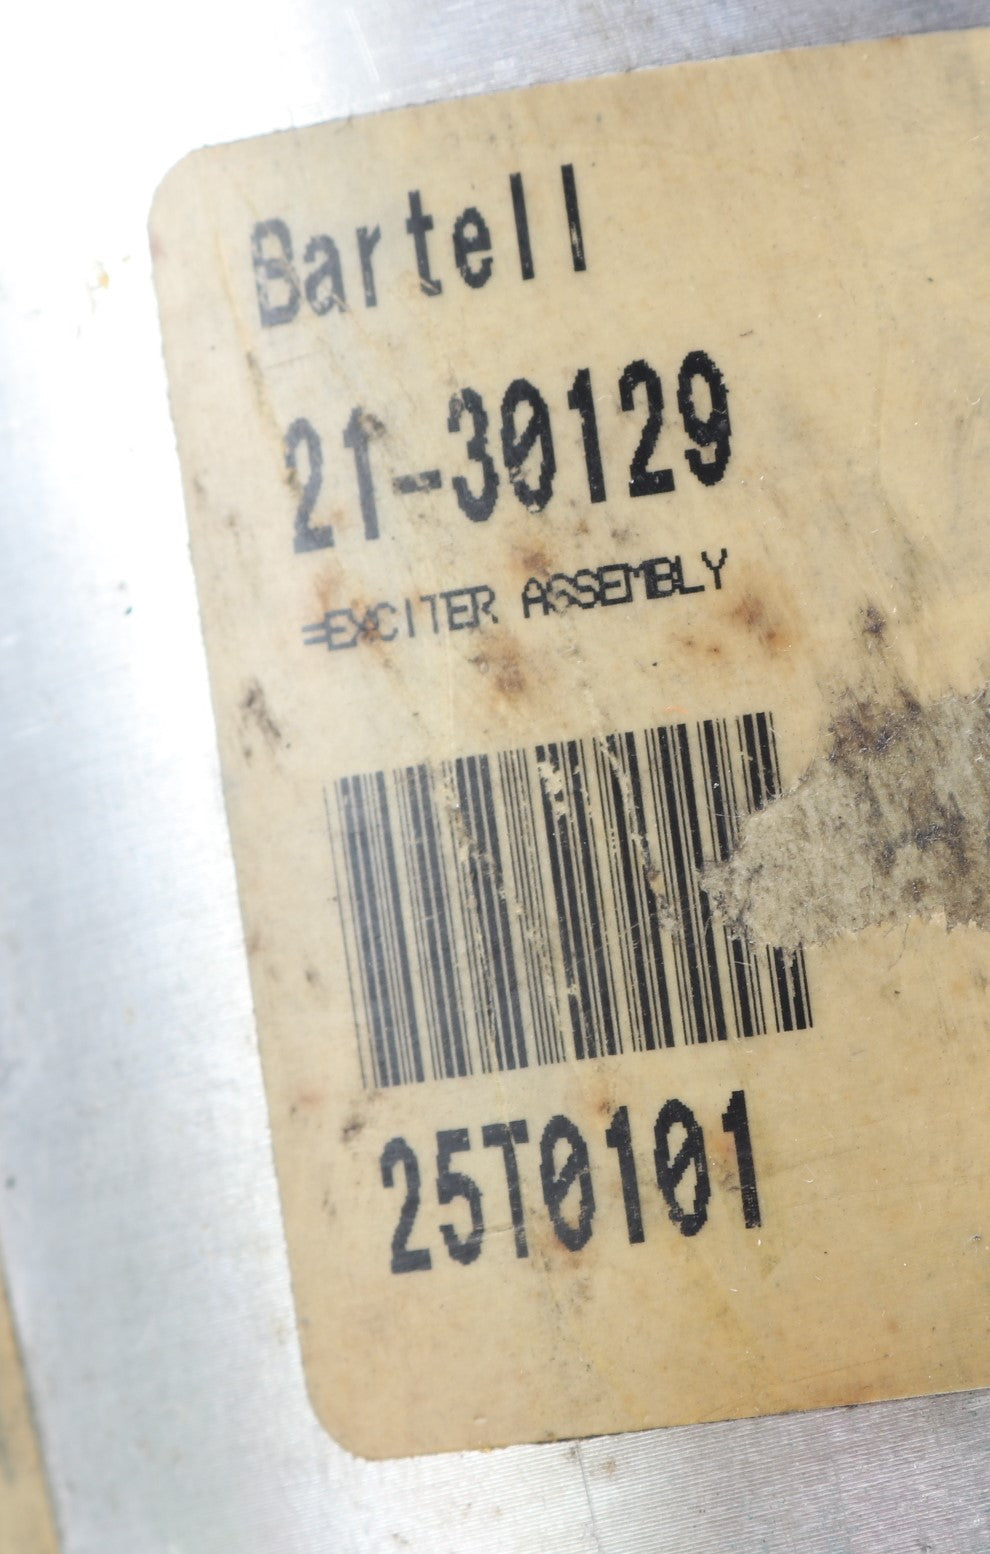 Bartell
21-30129
=EXCITER ASSEMBLY
25T0101